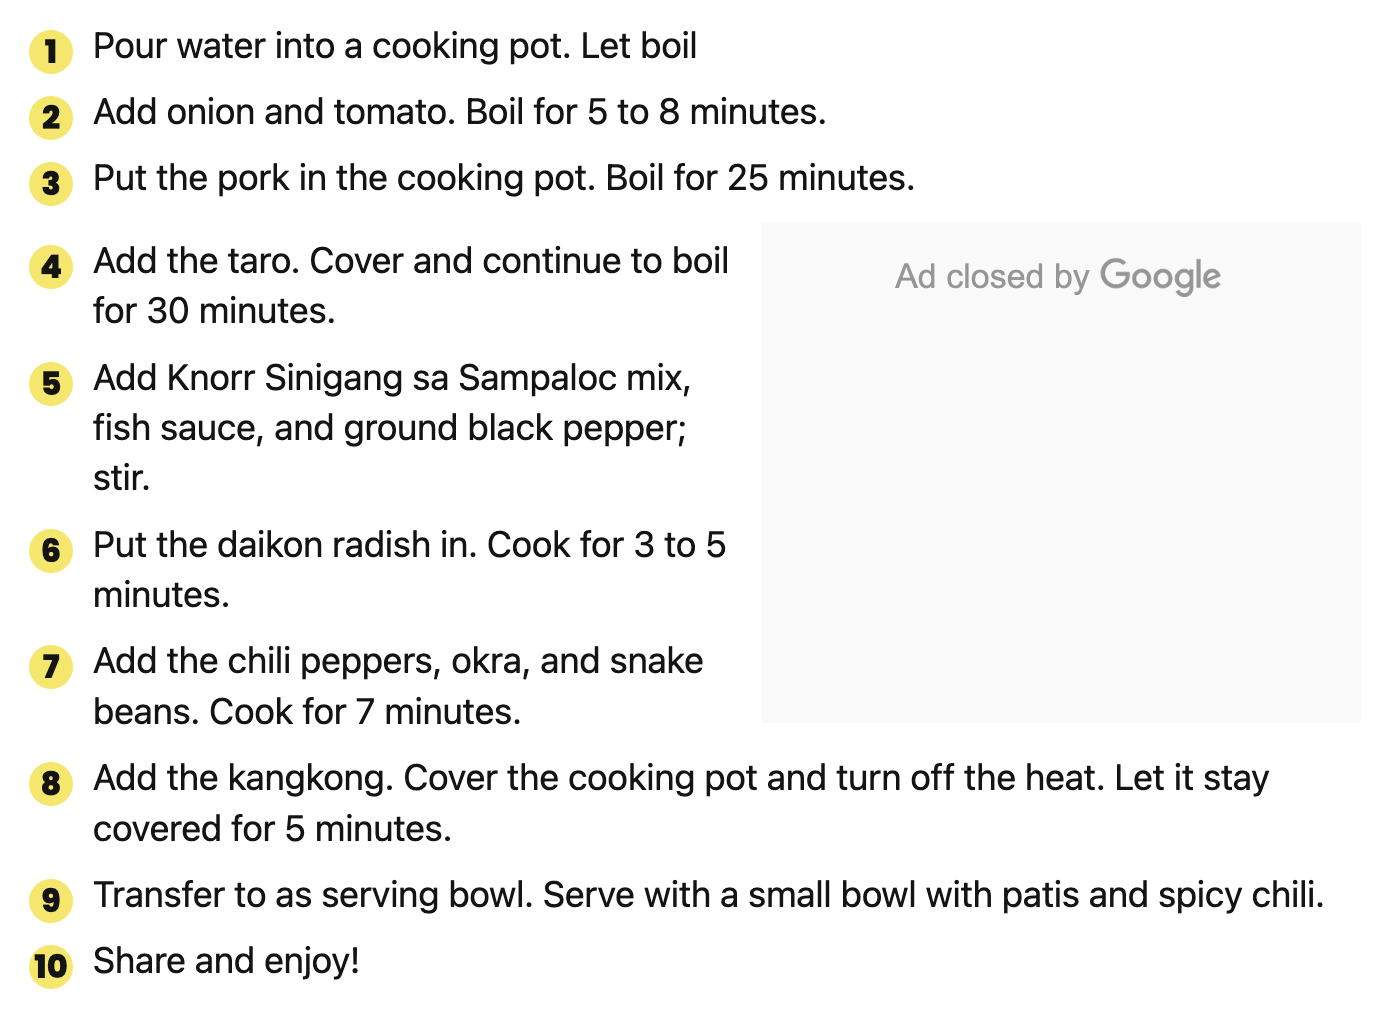 1 Pour water into a cooking pot. Let boil
2 Add onion and tomato. Boil for 5 to 8 minutes.
3 Put the pork in the cooking pot. Boil for 25 minutes.
4 Add the taro. Cover and continue to boil
for 30 minutes.
5 Add Knorr Sinigang sa Sampaloc mix,
fish sauce, and ground black pepper;
stir.
6 Put the daikon radish in. Cook for 3 to 5
minutes.
7 Add the chili peppers, okra, and snake
beans. Cook for 7 minutes.
Ad closed by Google
8 Add the kangkong. Cover the cooking pot and turn off the heat. Let it stay
covered for 5 minutes.
9 Transfer to as serving bowl. Serve with a small bowl with patis and spicy chili.
10 Share and enjoy!